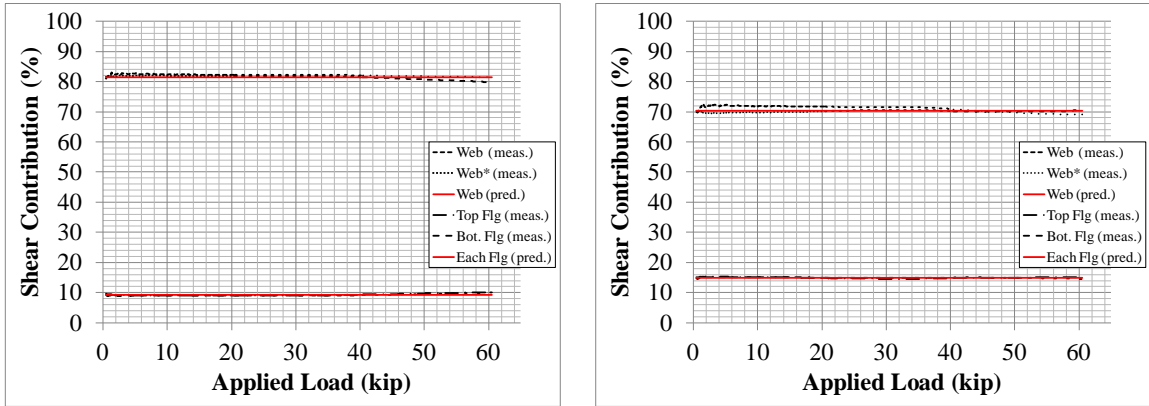 Shear Contribution (%)
100
90
80
70
60
50
40
30
20
10
0
Web (meas.)
Web* (meas.)
Web (pred.)
Top Flg (meas.)
Bot. Flg (meas.)
Each Flg (pred.)
0 10 20 30 40 50 60
Applied Load (kip)
Shear Contribution (%)
100
90
80
70
60
50
40
30
20
10
0
Web (meas.)
Web* (meas.)
Web (pred.)
Top Flg (meas.)
Bot. Flg (meas.)
Each Flg (pred.)
0 10 20 30 40 50 60
Applied Load (kip)